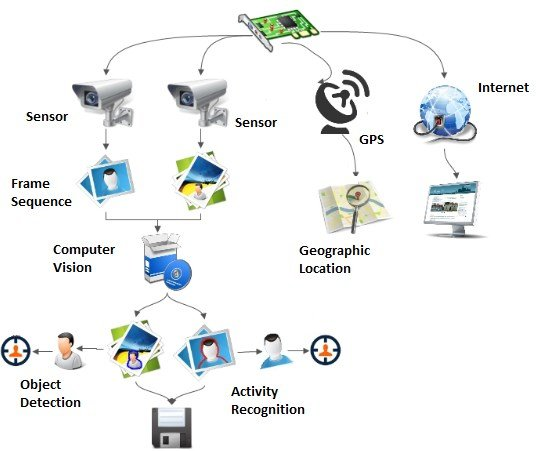 Internet
Sensor
Sensor
GPS
Frame
Sequence
Computer
Vision
Geographic
Location
Object
Detection
Activity
Recognition